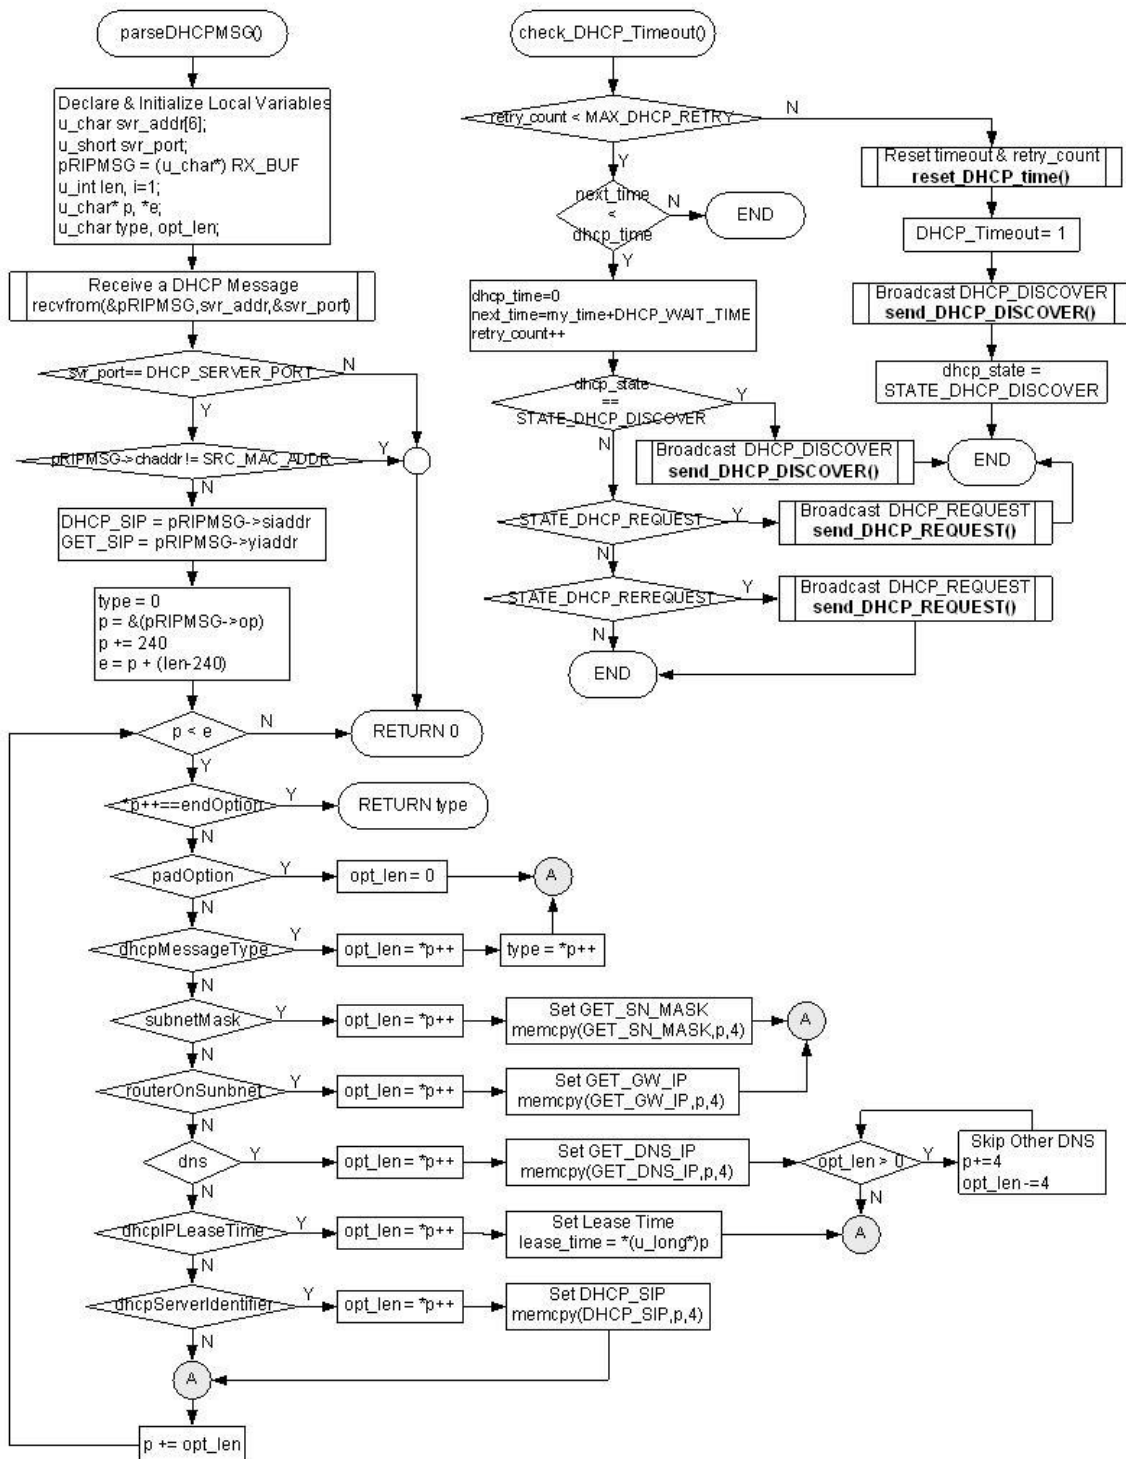 parseDHCPMSG()
Declare & Initialize Local Variables
u_char svr_addr[6];
u_short svr_port;
pRIPMSG = (u_char*) RX_BUF
u_int len, i=1;
u_char* p, *e;
u_char type, opt_len;
Receive a DHCP Message
recvfrom(&pRIPMSG,svr_addr,&svr_port)
svr_port== DHCP_SERVER_PORT
N
Y
pRIPMSG->chaddr != SRC_MAC_ADDR
Y
N
DHCP_SIP = pRIPMSG->siaddr
GET_SIP = pRIPMSG->yiaddr
type = 0
p = &(pRIPMSG->op)
p += 240
e = p + (len-240)
p < e
N
RETURN 0
Y
*p++==endOption
Y
RETURN type
N
padOption
Y
opt_len = 0
A
N
dhcpMessageType
Y
opt_len = *p++
type = *p++
N
subnetMask
Y
opt_len = *p++
Set GET_SN_MASK
memcpy(GET_SN_MASK,p,4)
A
N
routerOnSunbnet
Y
opt_len = *p++
Set GET_GW_IP
memcpy(GET_GW_IP,p,4)
N
dns
Y
opt_len = *p++
Set GET_DNS_IP
memcpy(GET_DNS_IP,p,4)
opt_len > 0
Y
Skip Other DNS
p+=4
opt_len -=4
N
N
dhcpIPLeaseTime
Y
opt_len = *p++
Set Lease Time
lease_time = *(u_long*)p
A
N
dhcpServerIdentifier
Y
opt_len = *p++
Set DHCP_SIP
memcpy(DHCP_SIP,p,4)
N
A
p += opt_len
check_DHCP_Timeout()
retry_count < MAX_DHCP_RETRY
N
Y
Reset timeout & retry_count
reset_DHCP_time()
DHCP_Timeout= 1
Broadcast DHCP_DISCOVER
send_DHCP_DISCOVER()
dhcp_state =
STATE_DHCP_DISCOVER
END
next_time
<
dhcp_time
N
END
Y
dhcp_time=0
next_time=my_time+DHCP_WAIT_TIME
retry_count++
dhcp_state
==
STATE_DHCP_DISCOVER
Y
Broadcast DHCP_DISCOVER
send_DHCP_DISCOVER()
N
STATE_DHCP_REQUEST
Y
Broadcast DHCP_REQUEST
send_DHCP_REQUEST()
N
STATE_DHCP_REREQUEST
Y
Broadcast DHCP_REQUEST
send_DHCP_REQUEST()
N
END